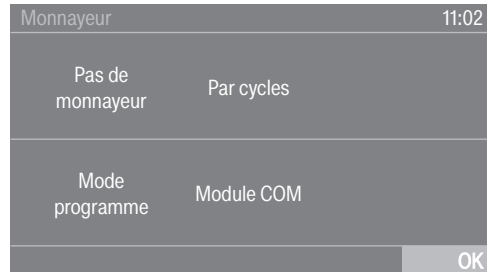 Monnayeur 11:02
Pas de
monnayeur
Par cycles
Mode
programme
Module COM
OK